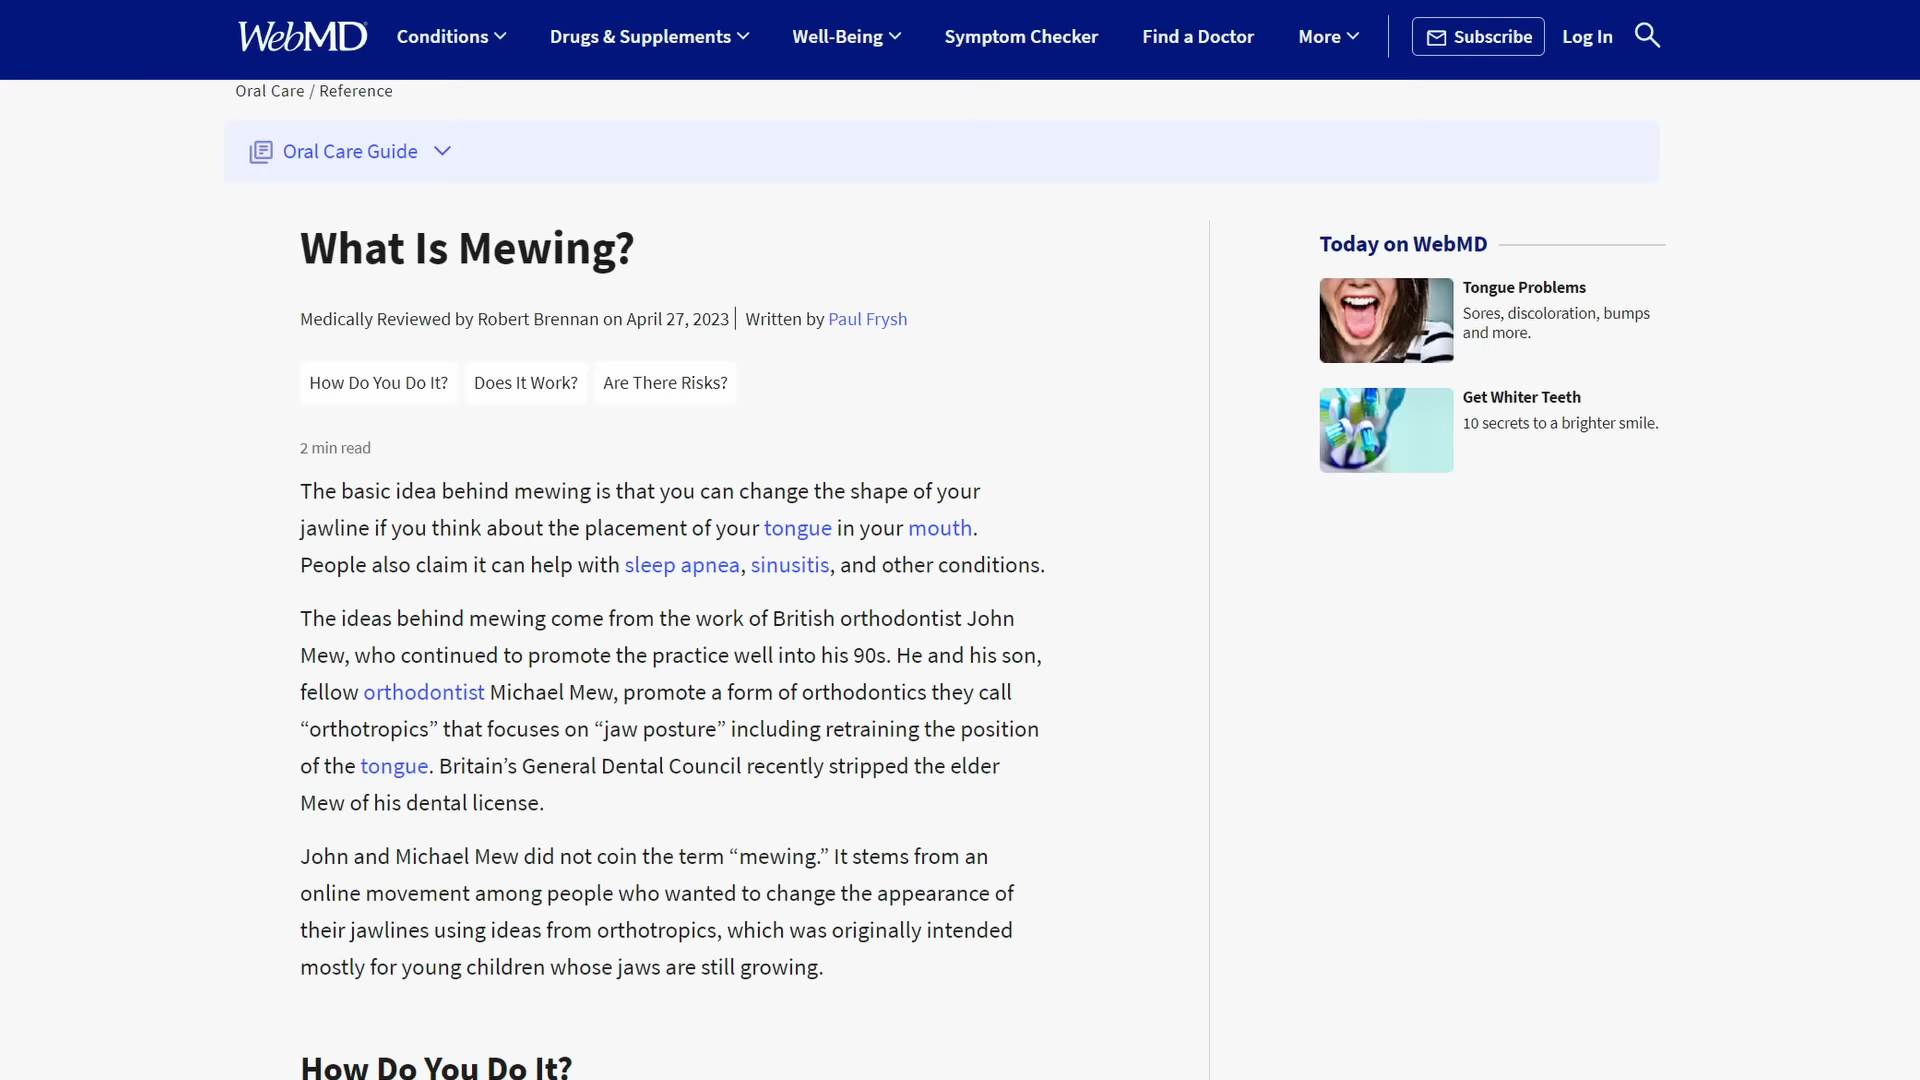 WebMD Conditions Drugs & Supplements Well-Being Symptom Checker Find a Doctor More Subscribe Log In
Oral Care / Reference
Oral Care Guide
What Is Mewing?
Medically Reviewed by Robert Brennan on April 27, 2023 | Written by Paul Frysh
How Do You Do It? Does It Work? Are There Risks?
2 min read
The basic idea behind mewing is that you can change the shape of your
jawline if you think about the placement of your tongue in your mouth.
People also claim it can help with sleep apnea, sinusitis, and other conditions.
The ideas behind mewing come from the work of British orthodontist John
Mew, who continued to promote the practice well into his 90s. He and his son,
fellow orthodontist Michael Mew, promote a form of orthodontics they call
“orthotropics” that focuses on “jaw posture” including retraining the position
of the tongue. Britain’s General Dental Council recently stripped the elder
Mew of his dental license.
John and Michael Mew did not coin the term “mewing.” It stems from an
online movement among people who wanted to change the appearance of
their jawlines using ideas from orthotropics, which was originally intended
mostly for young children whose jaws are still growing.
How Do You Do It?
Today on WebMD
Tongue Problems
Sores, discoloration, bumps
and more.
Get Whiter Teeth
10 secrets to a brighter smile.